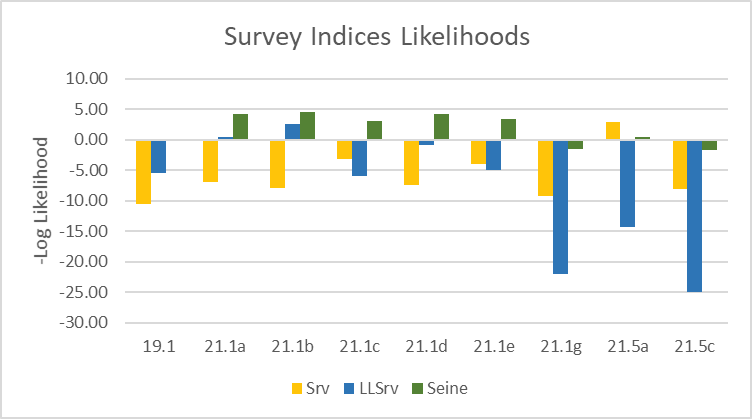 Survey Indices Likelihoods
10.00
5.00
0.00
-5.00
-10.00
-15.00
-20.00
-25.00
-30.00
-Log Likelihood
19.1 21.1a 21.1b 21.1c 21.1d 21.1e 21.1g 21.5a 21.5c
Srv LLSrv Seine